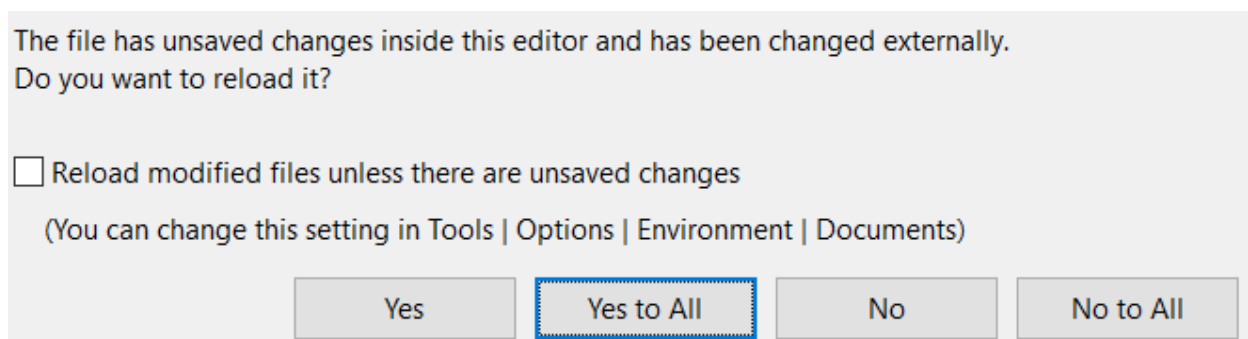 The file has unsaved changes inside this editor and has been changed externally.
Do you want to reload it?
Reload modified files unless there are unsaved changes
(You can change this setting in Tools | Options | Environment | Documents)
Yes Yes to All No No to All